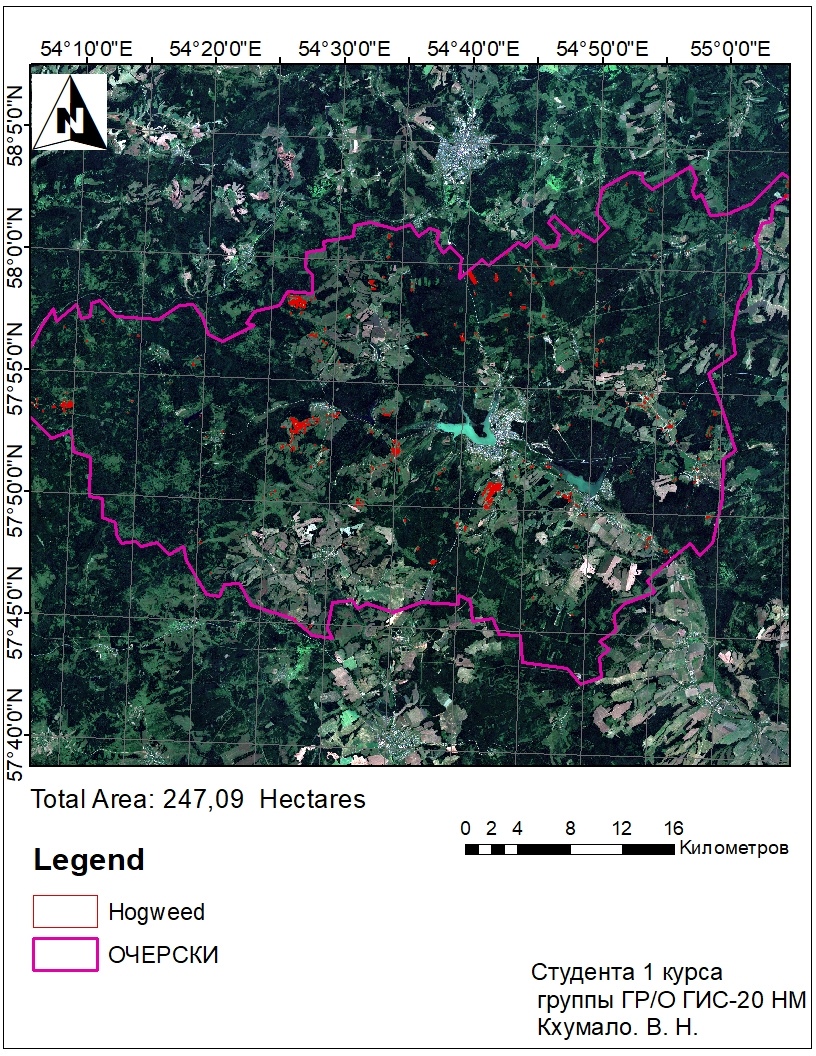 54°10'0"E 54°20'0"E 54°30'0"E 54°40'0"E 54°50'0"E 55°0'0"E
N
58°5'0"N
58°0'0"N
57°55'0"N
57°50'0"N
57°45'0"N
57°40'0"N
Total Area: 247,09 Hectares
0 2 4 8 12 16
Километров
Legend
Hogweed
ОЧЕРСКИ
Студента 1 курса
группы ГР/О ГИС-20 НМ
Кхумало. В. Н.